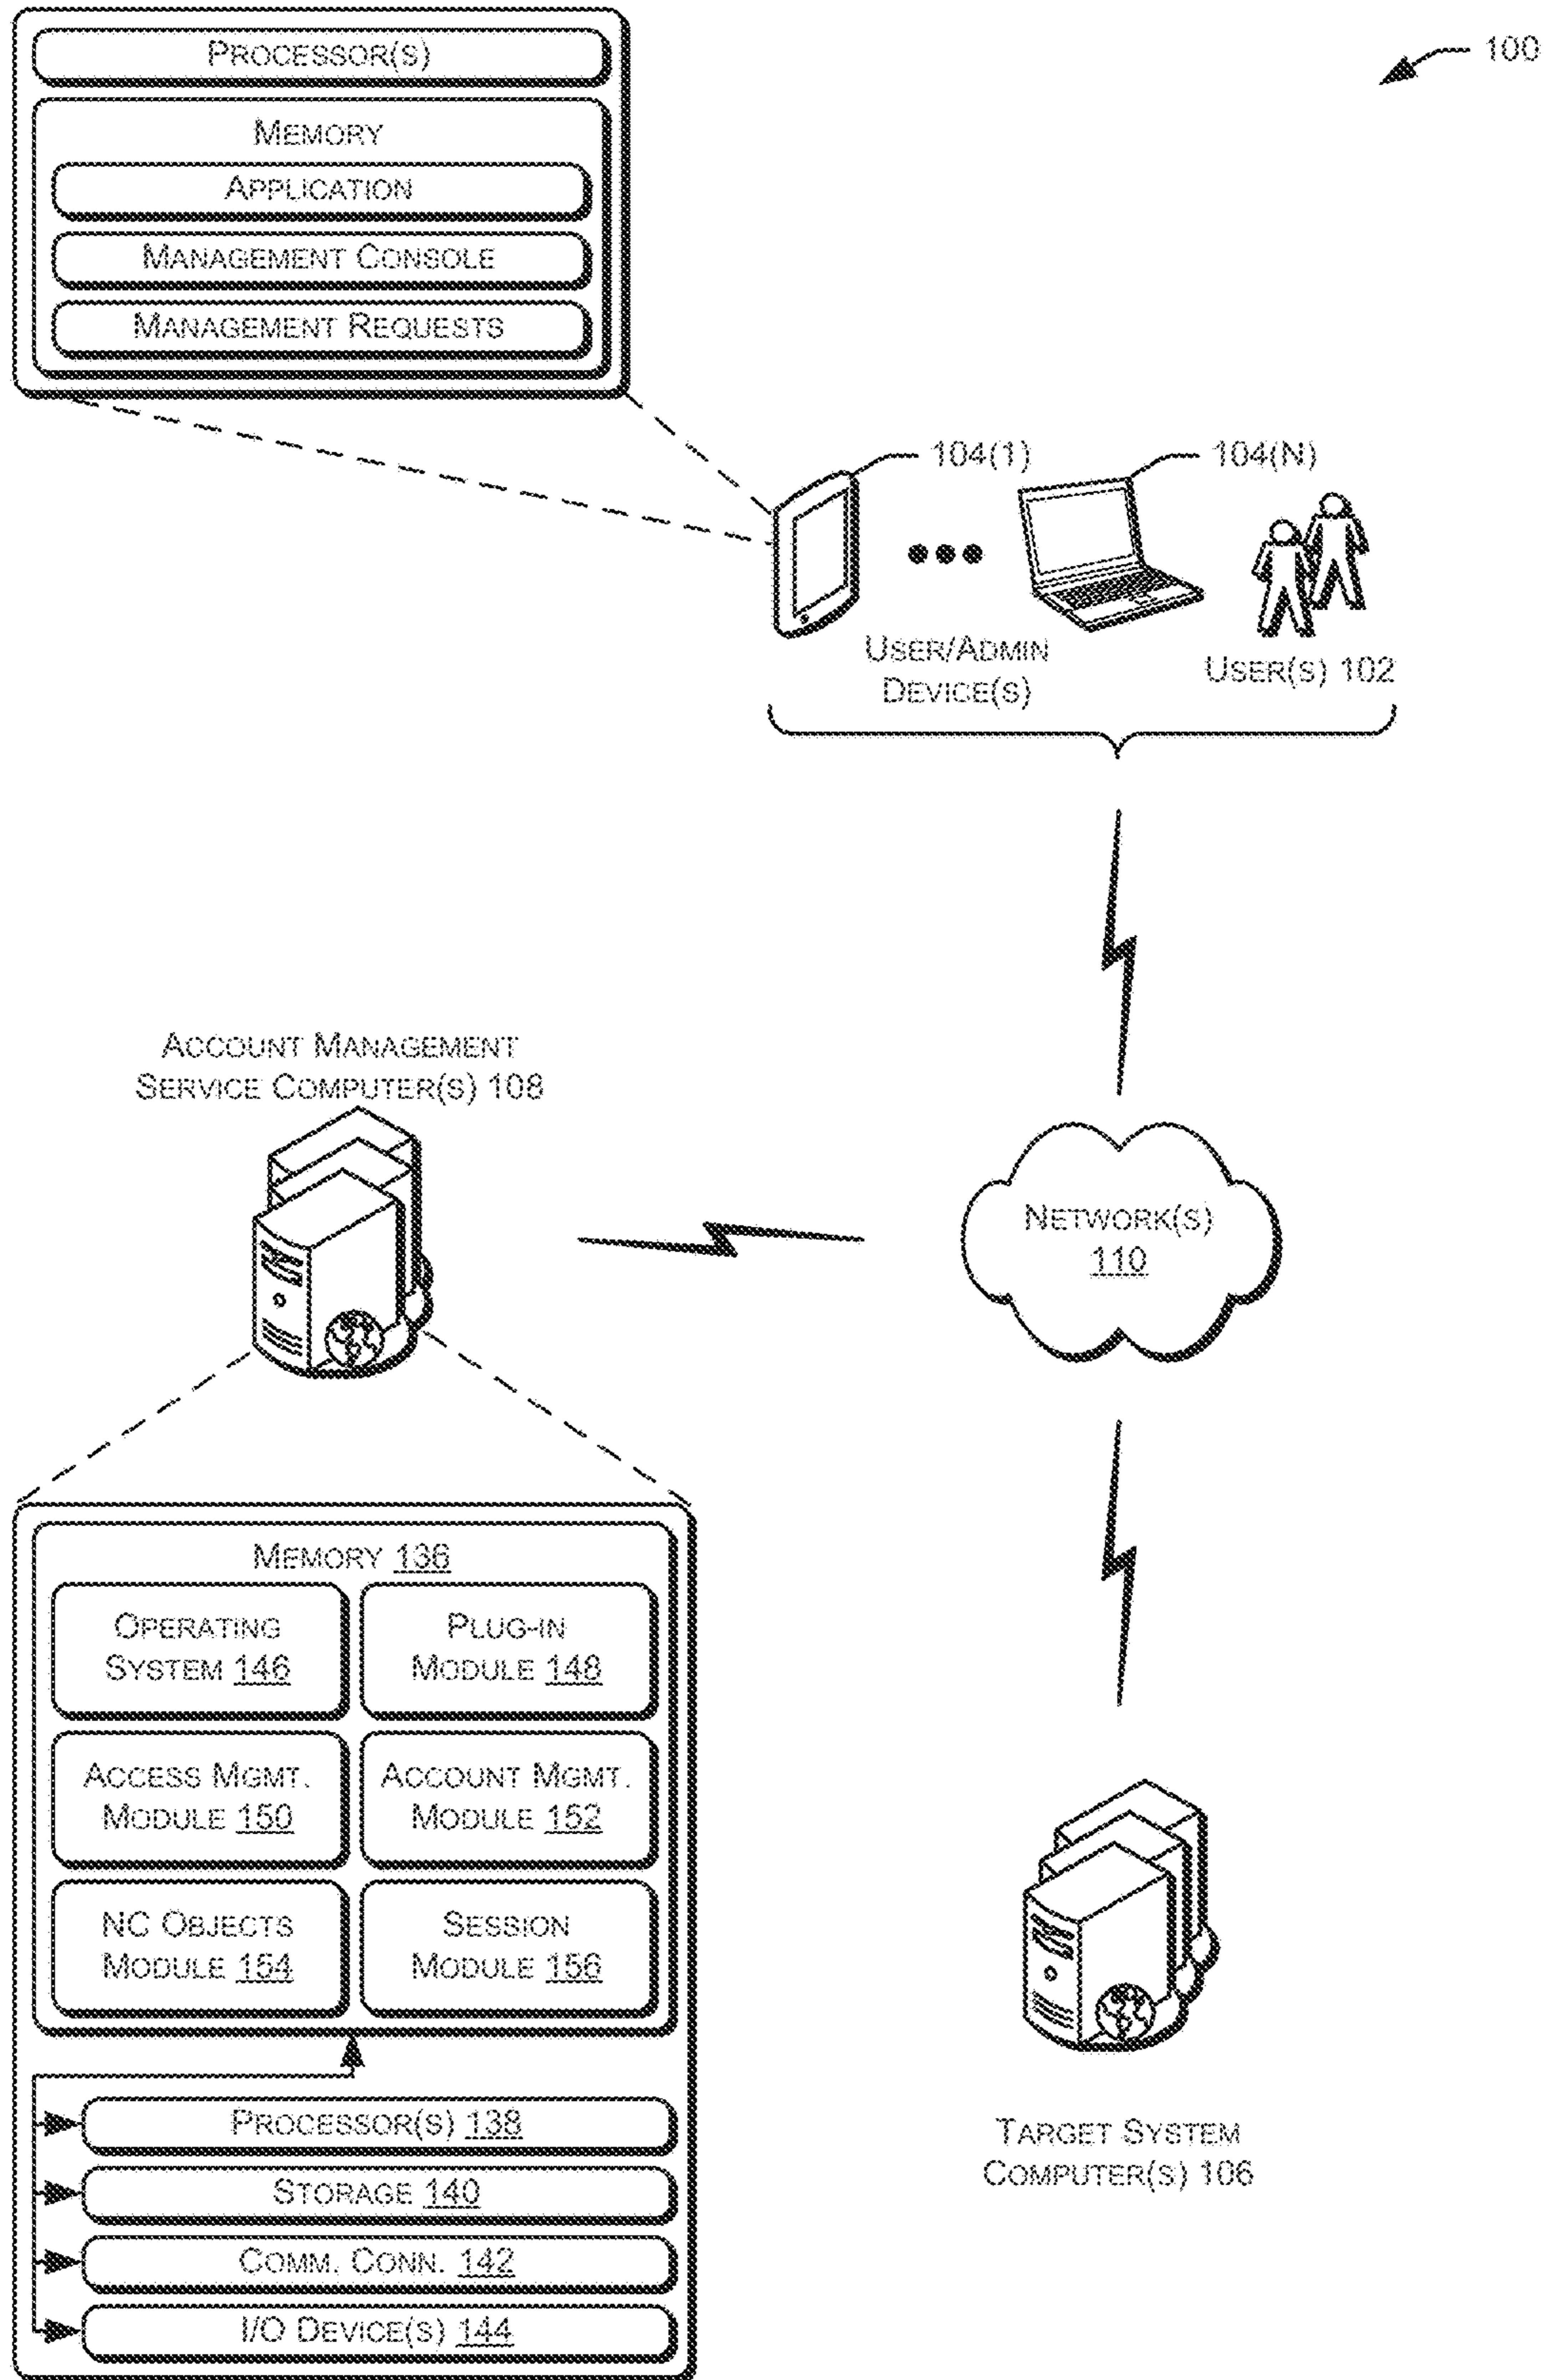 PROCESSOR(S)
100
MEMORY
APPLICATION
MANAGEMENT CONSOLE
MANAGEMENT REQUESTS
104(1)
104(N)
USER/ADMIN
DEVICE(S)
USER(S) 102
ACCOUNT MANAGEMENT
SERVICE COMPUTER(S) 108
NETWORK(S)
110
MEMORY 136
OPERATING
SYSTEM 146
PLUG-IN
MODULE 148
ACCESS MGMT.
MODULE 150
ACCOUNT MGMT.
MODULE 152
NC OBJECTS
MODULE 154
SESSION
MODULE 156
PROCESSOR(S) 138
STORAGE 140
COMM. CONN. 142
I/O DEVICE(S) 144
TARGET SYSTEM
COMPUTER(S) 106